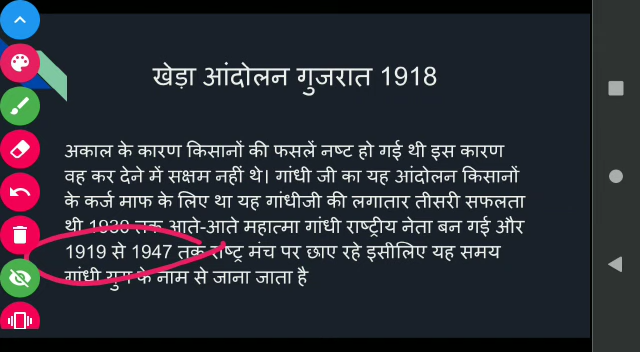 खेड़ा आंदोलन गुजरात 1918
अकाल के कारण किसानों की फसलें नष्ट हो गई थी इस कारण
वह कर देने में सक्षम नहीं थे। गांधी जी का यह आंदोलन किसानों
के कर्ज माफ के लिए था यह गांधीजी की लगातार तीसरी सफलता
थी 1930 तक आते-आते महात्मा गांधी राष्ट्रीय नेता बन गई और
1919 से 1947 तक राष्ट्र मंच पर छाए रहे इसीलिए यह समय
गांधी युग के नाम से जाना जाता है